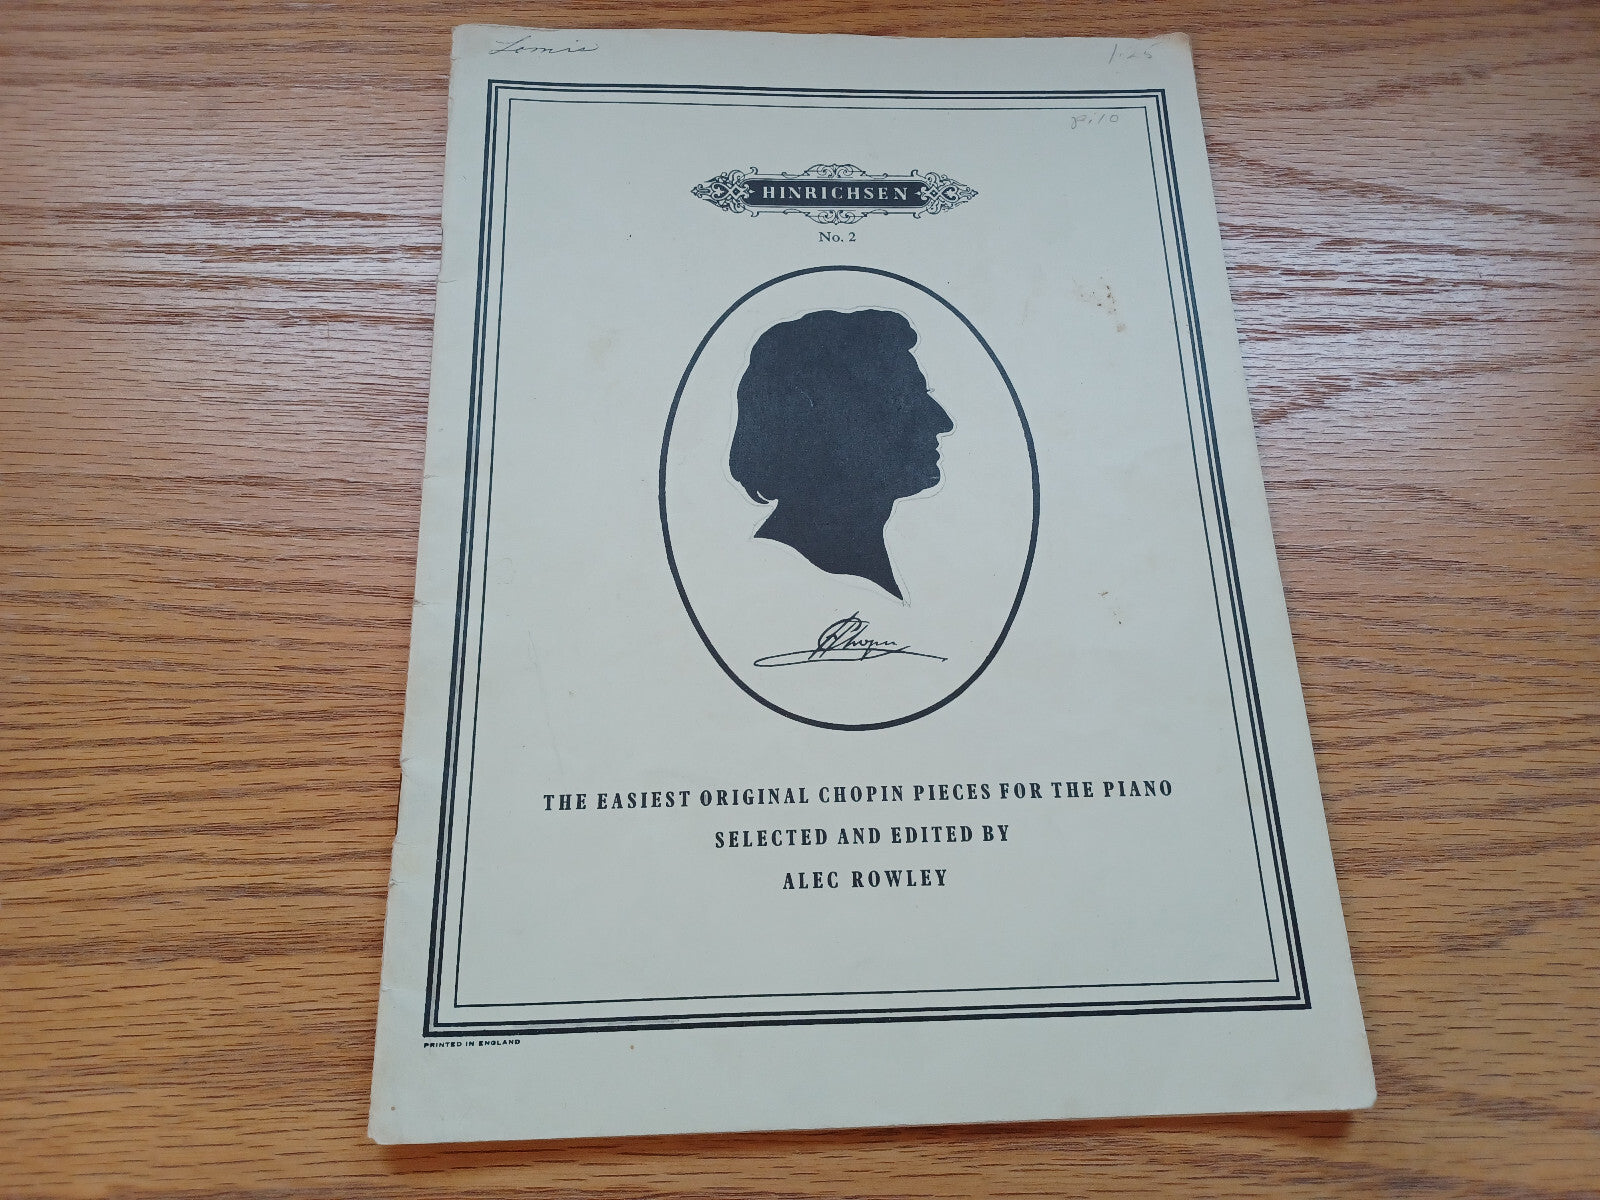 1.25
HINRICHSEN
No. 2
Chopin
THE EASIEST ORIGINAL CHOPIN PIECES FOR THE PIANO
SELECTED AND EDITED BY
ALEC ROWLEY
PRINTED IN ENGLAND